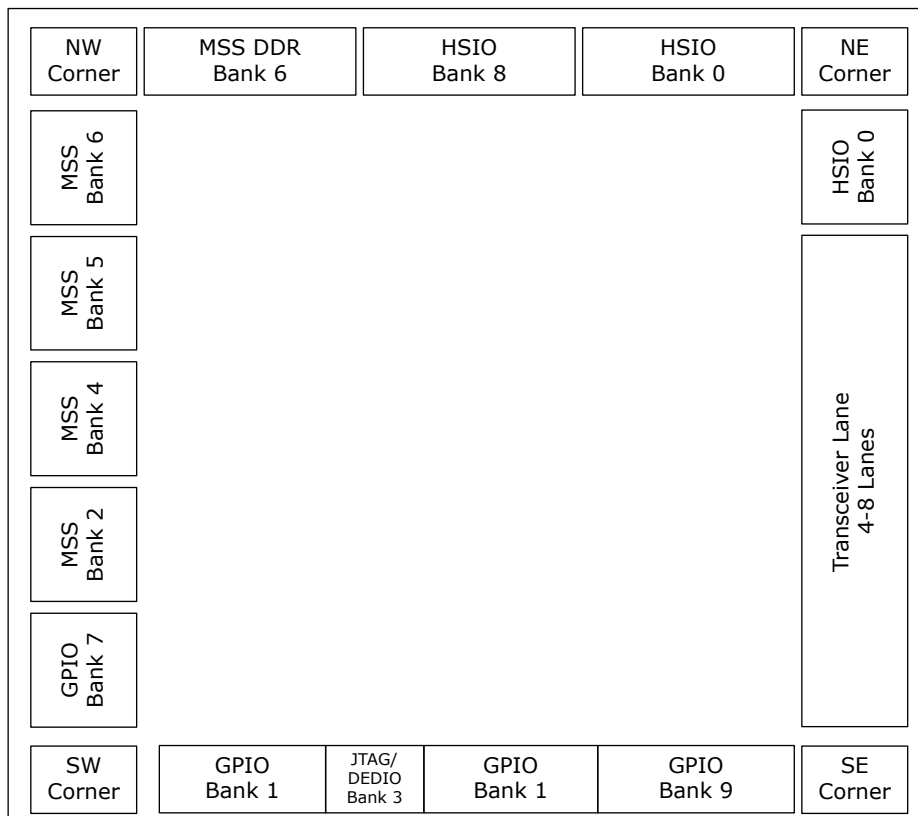 NW
Corner
MSS DDR
Bank 6
HSIO
Bank 8
HSIO
Bank 0
NE
Corner
MSS
Bank 6
HSIO
Bank 0
MSS
Bank 5
MSS
Bank 4
MSS
Bank 2
GPIO
Bank 7
Transceiver Lane
4-8 Lanes
SW
Corner
GPIO
Bank 1
JTAG/
DEDIO
Bank 3
GPIO
Bank 1
GPIO
Bank 9
SE
Corner